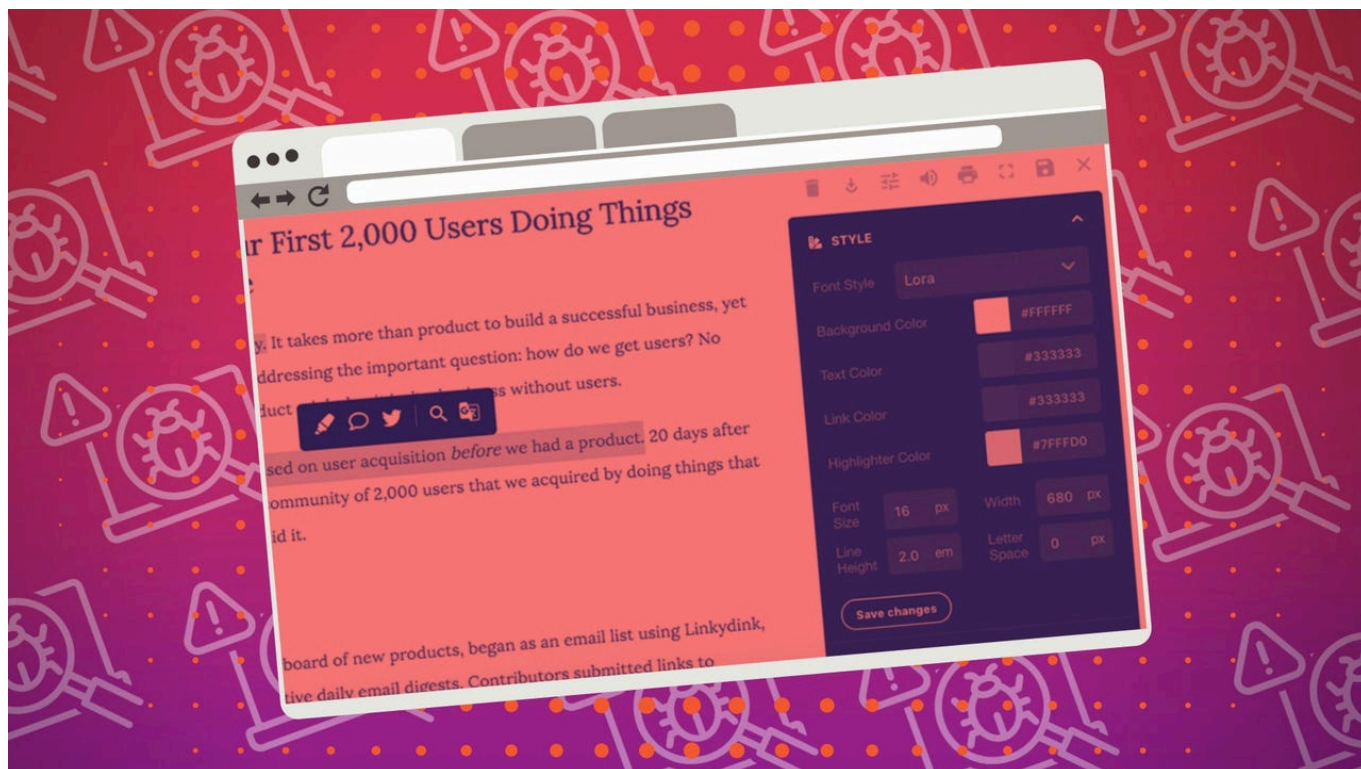 r First 2,000 Users Doing Things
y. It takes more than product to build a successful business, yet
ddressing the important question: how do we get users? No
duct without users.
sed on user acquisition before we had a product. 20 days after
ommunity of 2,000 users that we acquired by doing things that
id it.
board of new products, began as an email list using Linkydink,
tive daily email digests. Contributors submitted links to
STYLE
Font Style Lora
Background Color #FFFFFF
Text Color #333333
Link Color #333333
Highlighter Color #7FFFD0
Font Size 16 px Width 680 px
Line Height 2.0 em Letter Space 0 px
Save changes